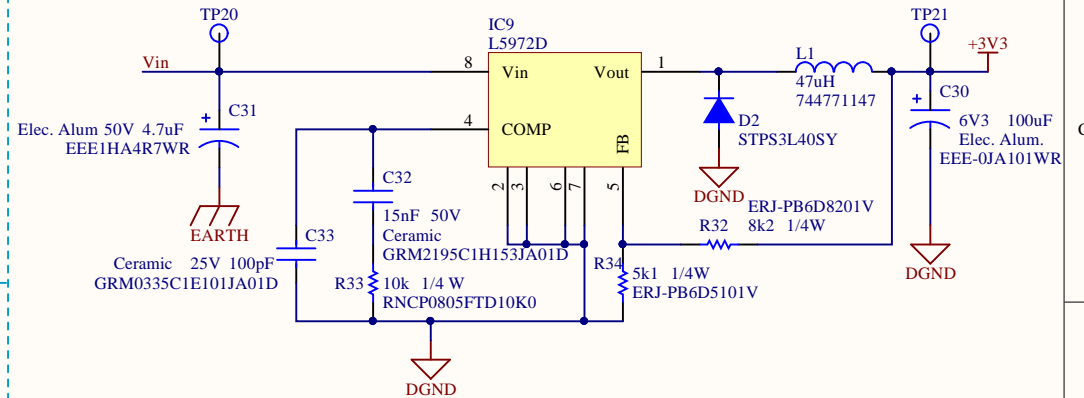 TP20
TP21
IC9
L5972D
+3V3
Vin
8
Vin
Vout
1
L1
47uH
744771147
C31
Elec. Alum 50V 4.7uF
EEE1HA4R7WR
4
COMP
FB
D2
STPS3L40SY
C30
6V3 100uF
Elec. Alum.
EEE-0JA101WR
C32
15nF 50V
Ceramic
GRM2195C1H153JA01D
2
3
6
7
5
DGND
ERJ-PB6D8201V
R32
8k2 1/4W
EARTH
C33
Ceramic 25V 100pF
GRM0335C1E101JA01D
R33
10k 1/4 W
RNCP0805FTD10K0
R34
5k1 1/4W
ERJ-PB6D5101V
DGND
DGND